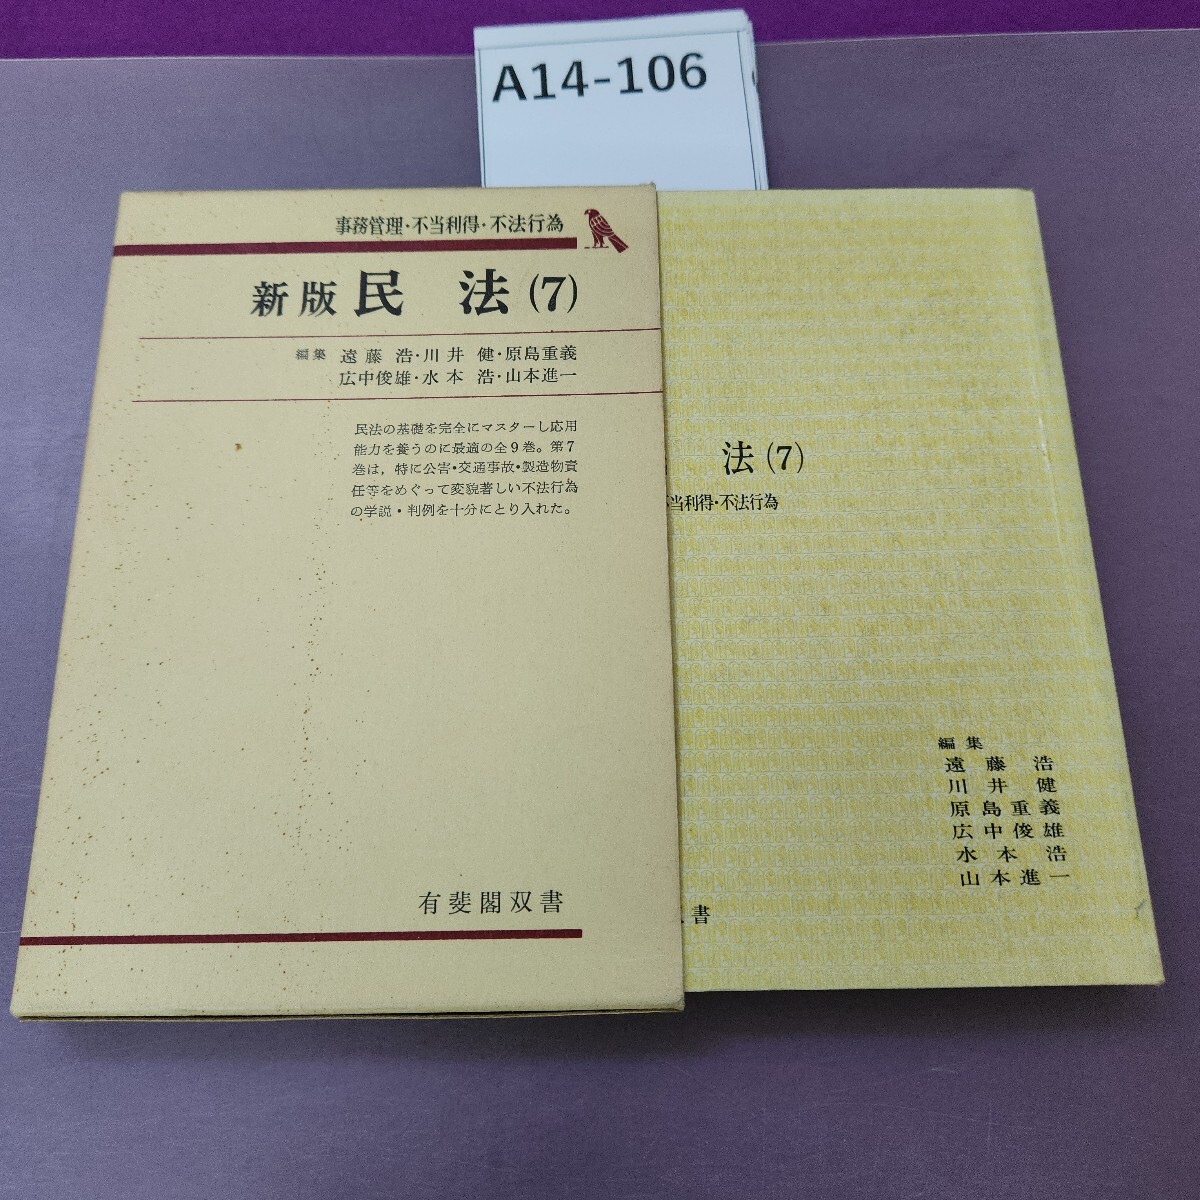 A14-106
事務管理・不当利得・不法行為
新版 民 法 (7)
編集 遠藤 浩・川井 健・原島重義
広中俊雄・水本 浩・山本進一
民法の基礎を完全にマスターし応用
能力を養うのに最適の全9巻。第7
巻は，特に公害・交通事故・製造物責
任等をめぐって変貌著しい不法行為
の学説・判例を十分にとり入れた。
有斐閣双書
法 (7)
当利得・不法行為
編集
遠藤 浩
川井 健
原島重義
広中俊雄
水本 浩
山本進一
書